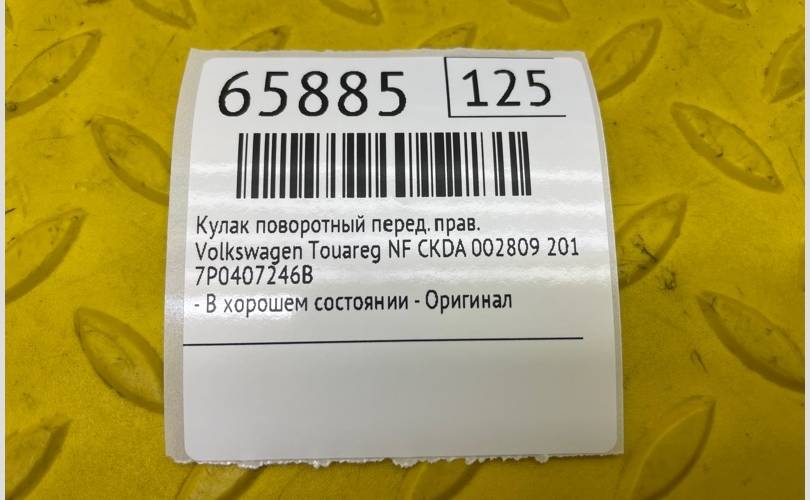 65885 125
Кулак поворотный перед. прав.
Volkswagen Touareg NF CKDA 002809 201
7P0407246B
- В хорошем состоянии - Оригинал